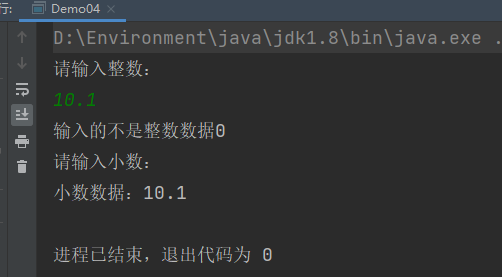 行: Demo04 ×
D:\Environment\java\jdk1.8\bin\java.exe .
请输入整数:
10.1
输入的不是整数数据0
请输入小数:
小数数据: 10.1
进程已结束,退出代码为 0